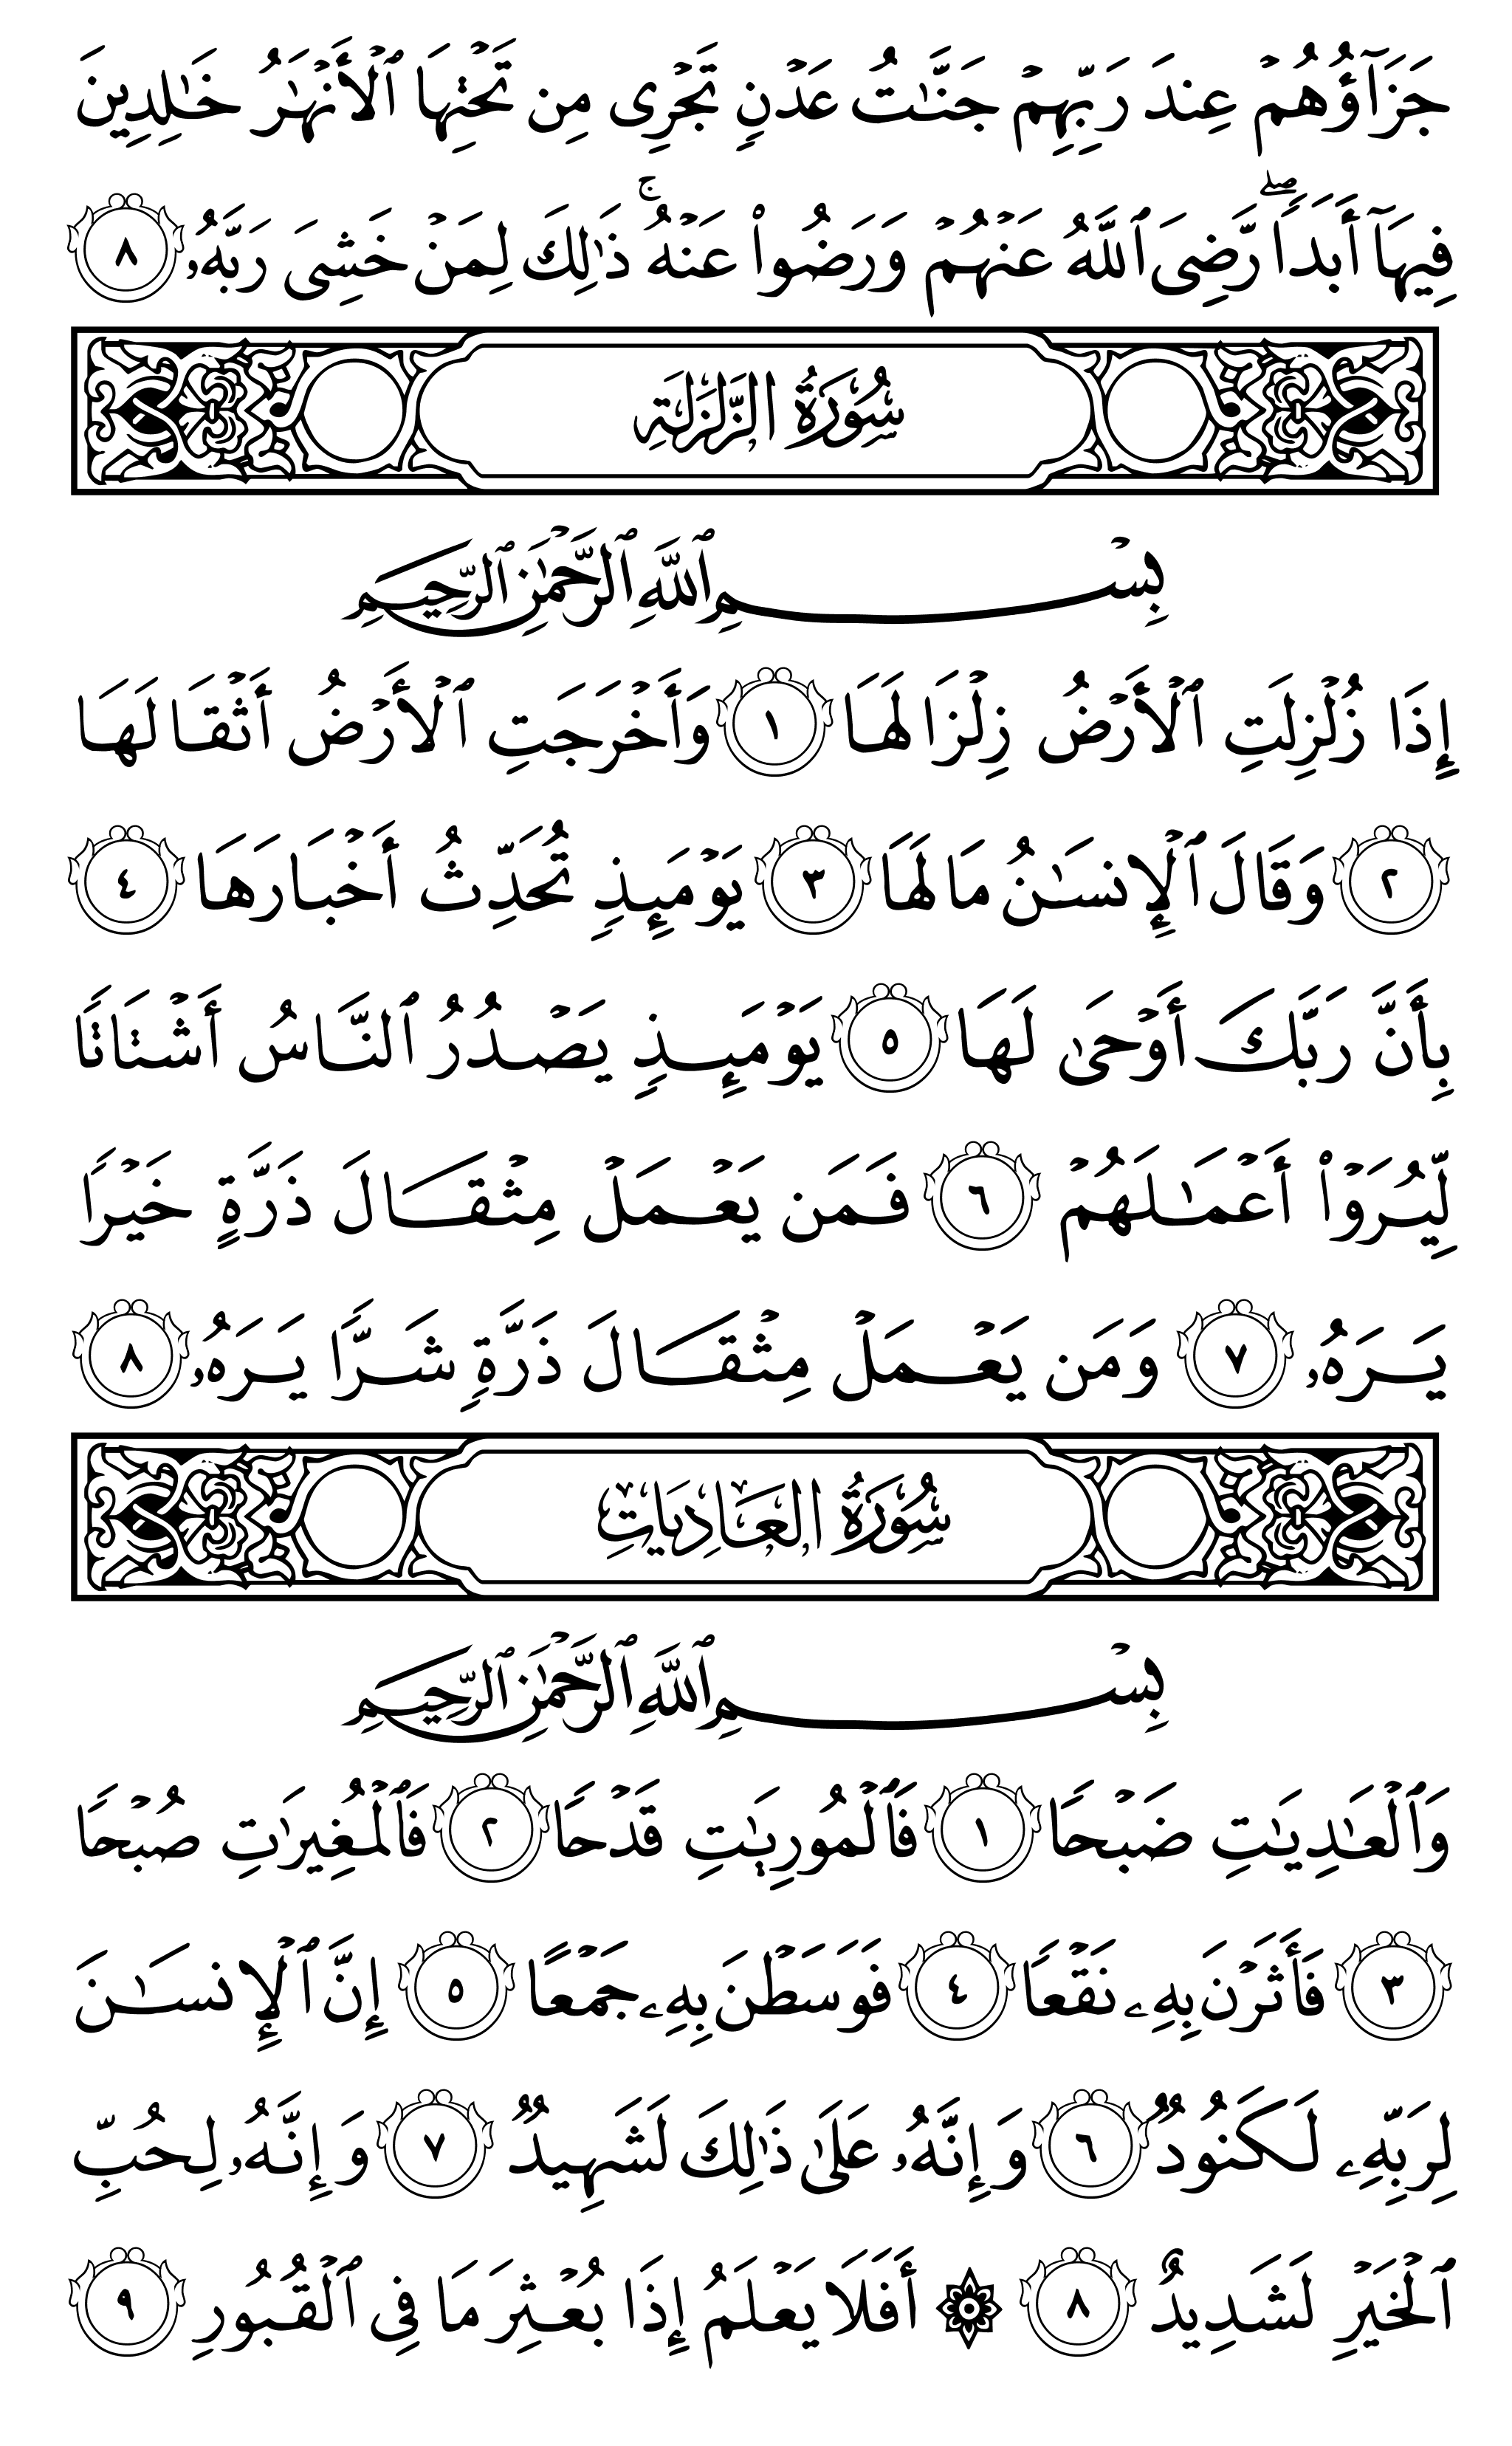 جَزَآؤُهُمْ عِندَ رَبِّهِمْ جَنَّٰتُ عَدْنٍ تَجْرِى مِن تَحْتِهَا ٱلْأَنْهَٰرُ خَٰلِدِينَ
فِيهَآ أَبَدًا ۖ رَّضِىَ ٱللَّهُ عَنْهُمْ وَرَضُوا۟ عَنْهُ ۚ ذَٰلِكَ لِمَنْ خَشِىَ رَبَّهُۥ ٨
سُورَةُ الزَّلْزَلَةِ
بِسْمِ ٱللَّهِ ٱلرَّحْمَٰنِ ٱلرَّحِيمِ
إِذَا زُلْزِلَتِ ٱلْأَرْضُ زِلْزَالَهَا ١ وَأَخْرَجَتِ ٱلْأَرْضُ أَثْقَالَهَا
٢ وَقَالَ ٱلْإِنسَٰنُ مَا لَهَا ٣ يَوْمَئِذٍ تُحَدِّثُ أَخْبَارَهَا ٤
بِأَنَّ رَبَّكَ أَوْحَىٰ لَهَا ٥ يَوْمَئِذٍ يَصْدُرُ ٱلنَّاسُ أَشْتَاتًا
لِّيُرَوْا۟ أَعْمَٰلَهُمْ ٦ فَمَن يَعْمَلْ مِثْقَالَ ذَرَّةٍ خَيْرًا
يَرَهُۥ ٧ وَمَن يَعْمَلْ مِثْقَالَ ذَرَّةٍ شَرًّا يَرَهُۥ ٨
سُورَةُ العَادِيَاتِ
بِسْمِ ٱللَّهِ ٱلرَّحْمَٰنِ ٱلرَّحِيمِ
وَٱلْعَٰدِيَٰتِ ضَبْحًا ١ فَٱلْمُورِيَٰتِ قَدْحًا ٢ فَٱلْمُغِيرَٰتِ صُبْحًا
٣ فَأَثَرْنَ بِهِۦ نَقْعًا ٤ فَوَسَطْنَ بِهِۦ جَمْعًا ٥ إِنَّ ٱلْإِنسَٰنَ
لِرَبِّهِۦ لَكَنُودٌ ٦ وَإِنَّهُۥ عَلَىٰ ذَٰلِكَ لَشَهِيدٌ ٧ وَإِنَّهُۥ لِحُبِّ
ٱلْخَيْرِ لَشَدِيدٌ ٨ ۞ أَفَلَا يَعْلَمُ إِذَا بُعْثِرَ مَا فِى ٱلْقُبُورِ ٩